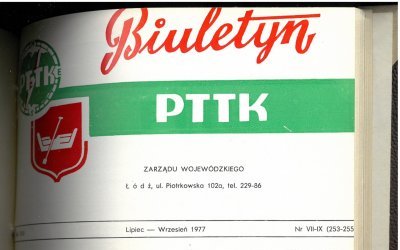 Biuletyn
PTTK
PTTK
ZARZĄDU WOJEWÓDZKIEGO
Łódź, ul. Piotrkowska 102a, tel. 229-86
Lipiec — Wrzesień 1977 Nr VII-IX (253-255